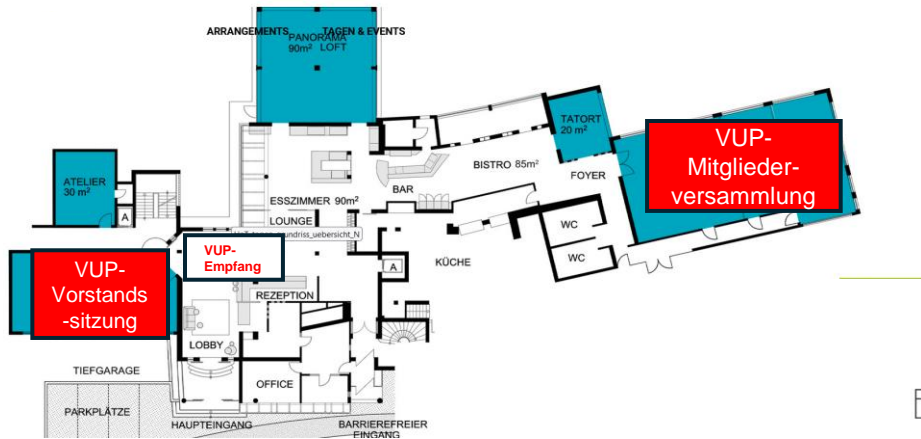 ARRANGEMENTS
TAGEN & EVENTS
PANORAMA
90m² LOFT
TATORT
20 m²
VUP-
Mitglieder-
versammlung
BISTRO 85m²
FOYER
BAR
ATELIER
30 m²
A
ESSZIMMER 90m²
LOUNGE
grundriss_uebersicht_N
WC
WC
KÜCHE
A
VUP-
Empfang
VUP-
Vorstands
-sitzung
REZEPTION
LOBBY
TIEFGARAGE
OFFICE
PARKPLÄTZE
HAUPTEINGANG
BARRIEREFREIER
EINGANG